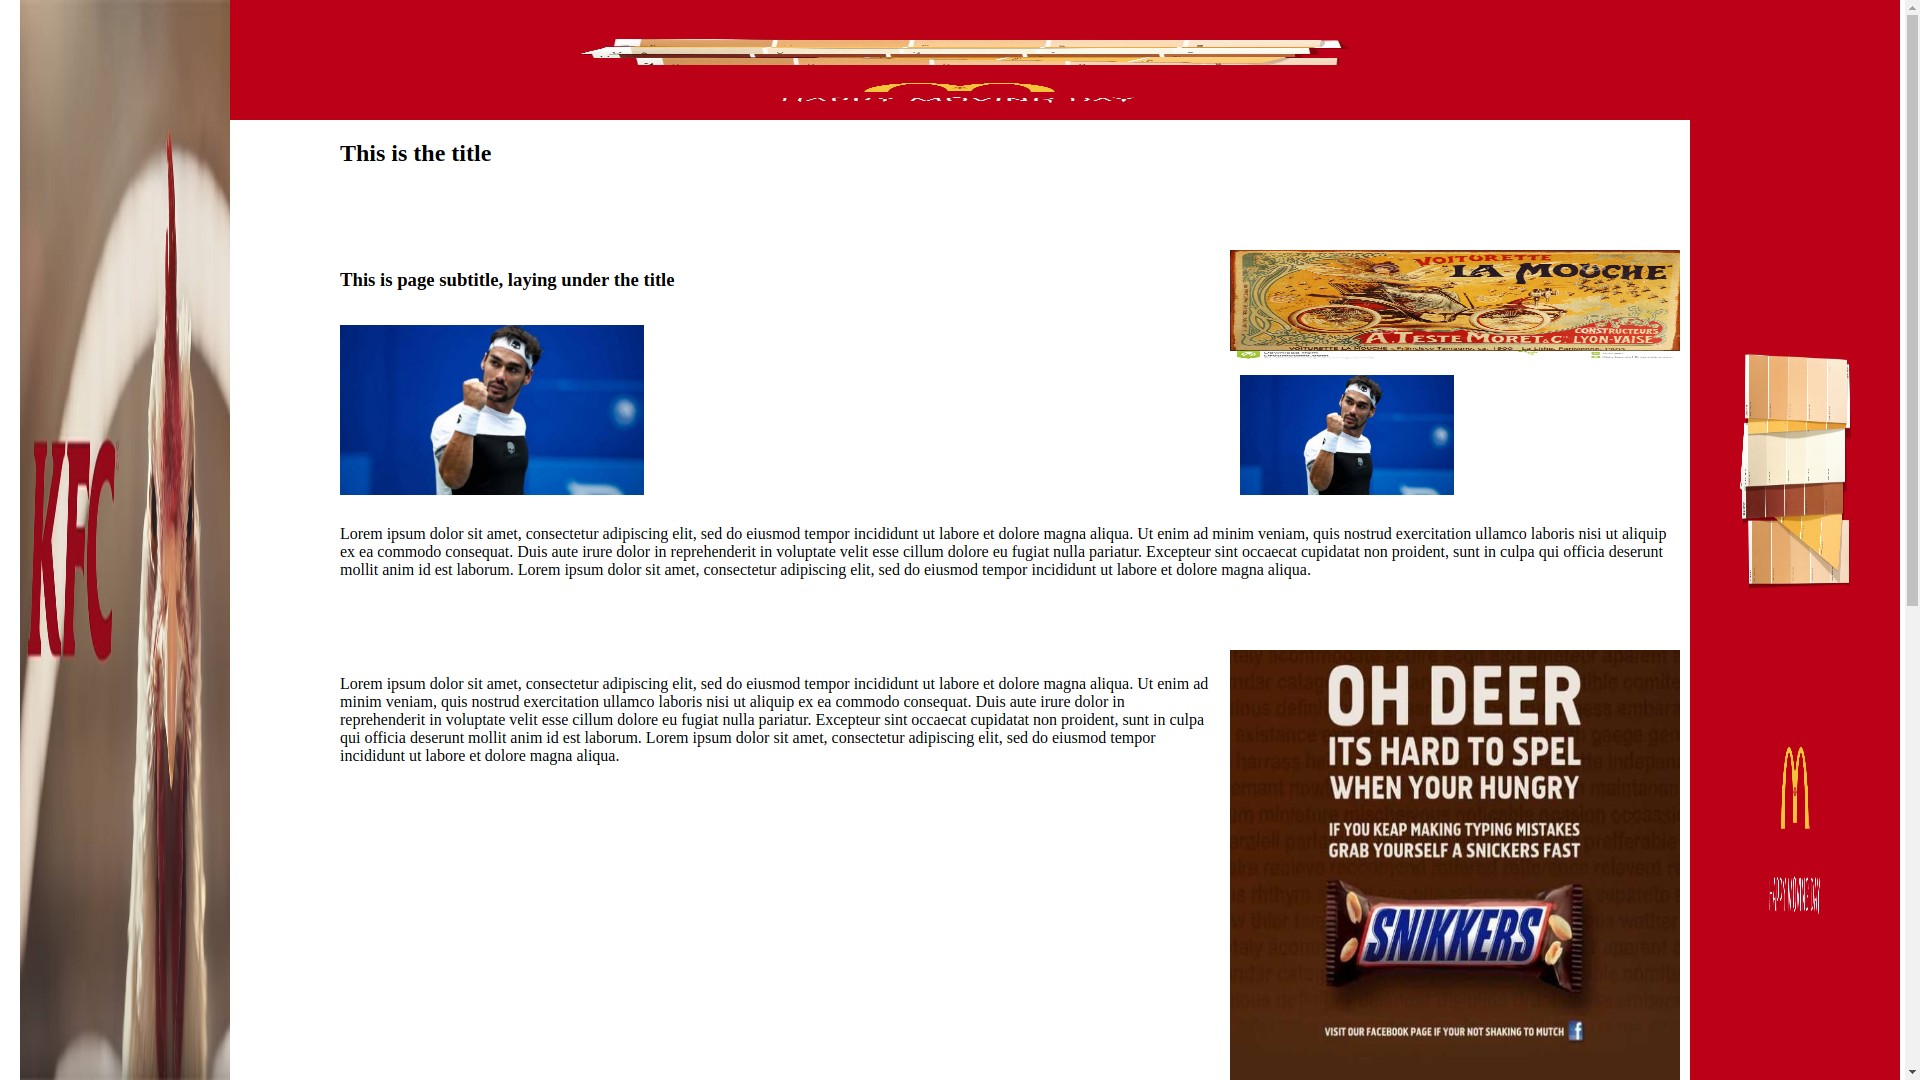 HAPPY MOVING DAY
This is the title
This is page subtitle, laying under the title
VOITURETTE
LA MOUCHE
CONSTRUCTEURS
A. TESTE MORET & C. LYON-VAISE
KFC
Lorem ipsum dolor sit amet, consectetur adipiscing elit, sed do eiusmod tempor incididunt ut labore et dolore magna aliqua. Ut enim ad minim veniam, quis nostrud exercitation ullamco laboris nisi ut aliquip
ex ea commodo consequat. Duis aute irure dolor in reprehenderit in voluptate velit esse cillum dolore eu fugiat nulla pariatur. Excepteur sint occaecat cupidatat non proident, sunt in culpa qui officia deserunt
mollit anim id est laborum. Lorem ipsum dolor sit amet, consectetur adipiscing elit, sed do eiusmod tempor incididunt ut labore et dolore magna aliqua.
Lorem ipsum dolor sit amet, consectetur adipiscing elit, sed do eiusmod tempor incididunt ut labore et dolore magna aliqua. Ut enim ad
minim veniam, quis nostrud exercitation ullamco laboris nisi ut aliquip ex ea commodo consequat. Duis aute irure dolor in
reprehenderit in voluptate velit esse cillum dolore eu fugiat nulla pariatur. Excepteur sint occaecat cupidatat non proident, sunt in culpa
qui officia deserunt mollit anim id est laborum. Lorem ipsum dolor sit amet, consectetur adipiscing elit, sed do eiusmod tempor
incididunt ut labore et dolore magna aliqua.
OH DEER
ITS HARD TO SPEL
WHEN YOUR HUNGRY
IF YOU KEAP MAKING TYPING MISTAKES
GRAB YOURSELF A SNICKERS FAST
SNIKKERS
VISIT OUR FACEBOOK PAGE IF YOUR NOT SHAKING TO MUTCH
HAPPY MOVING DAY